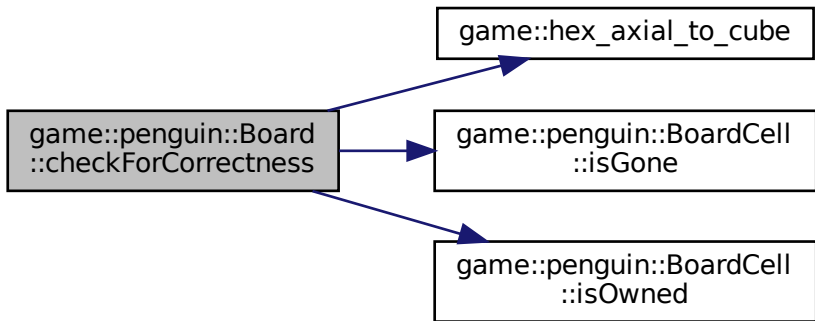 game::penguin::Board
::checkForCorrectness
game::hex_axial_to_cube
game::penguin::BoardCell
::isGone
game::penguin::BoardCell
::isOwned